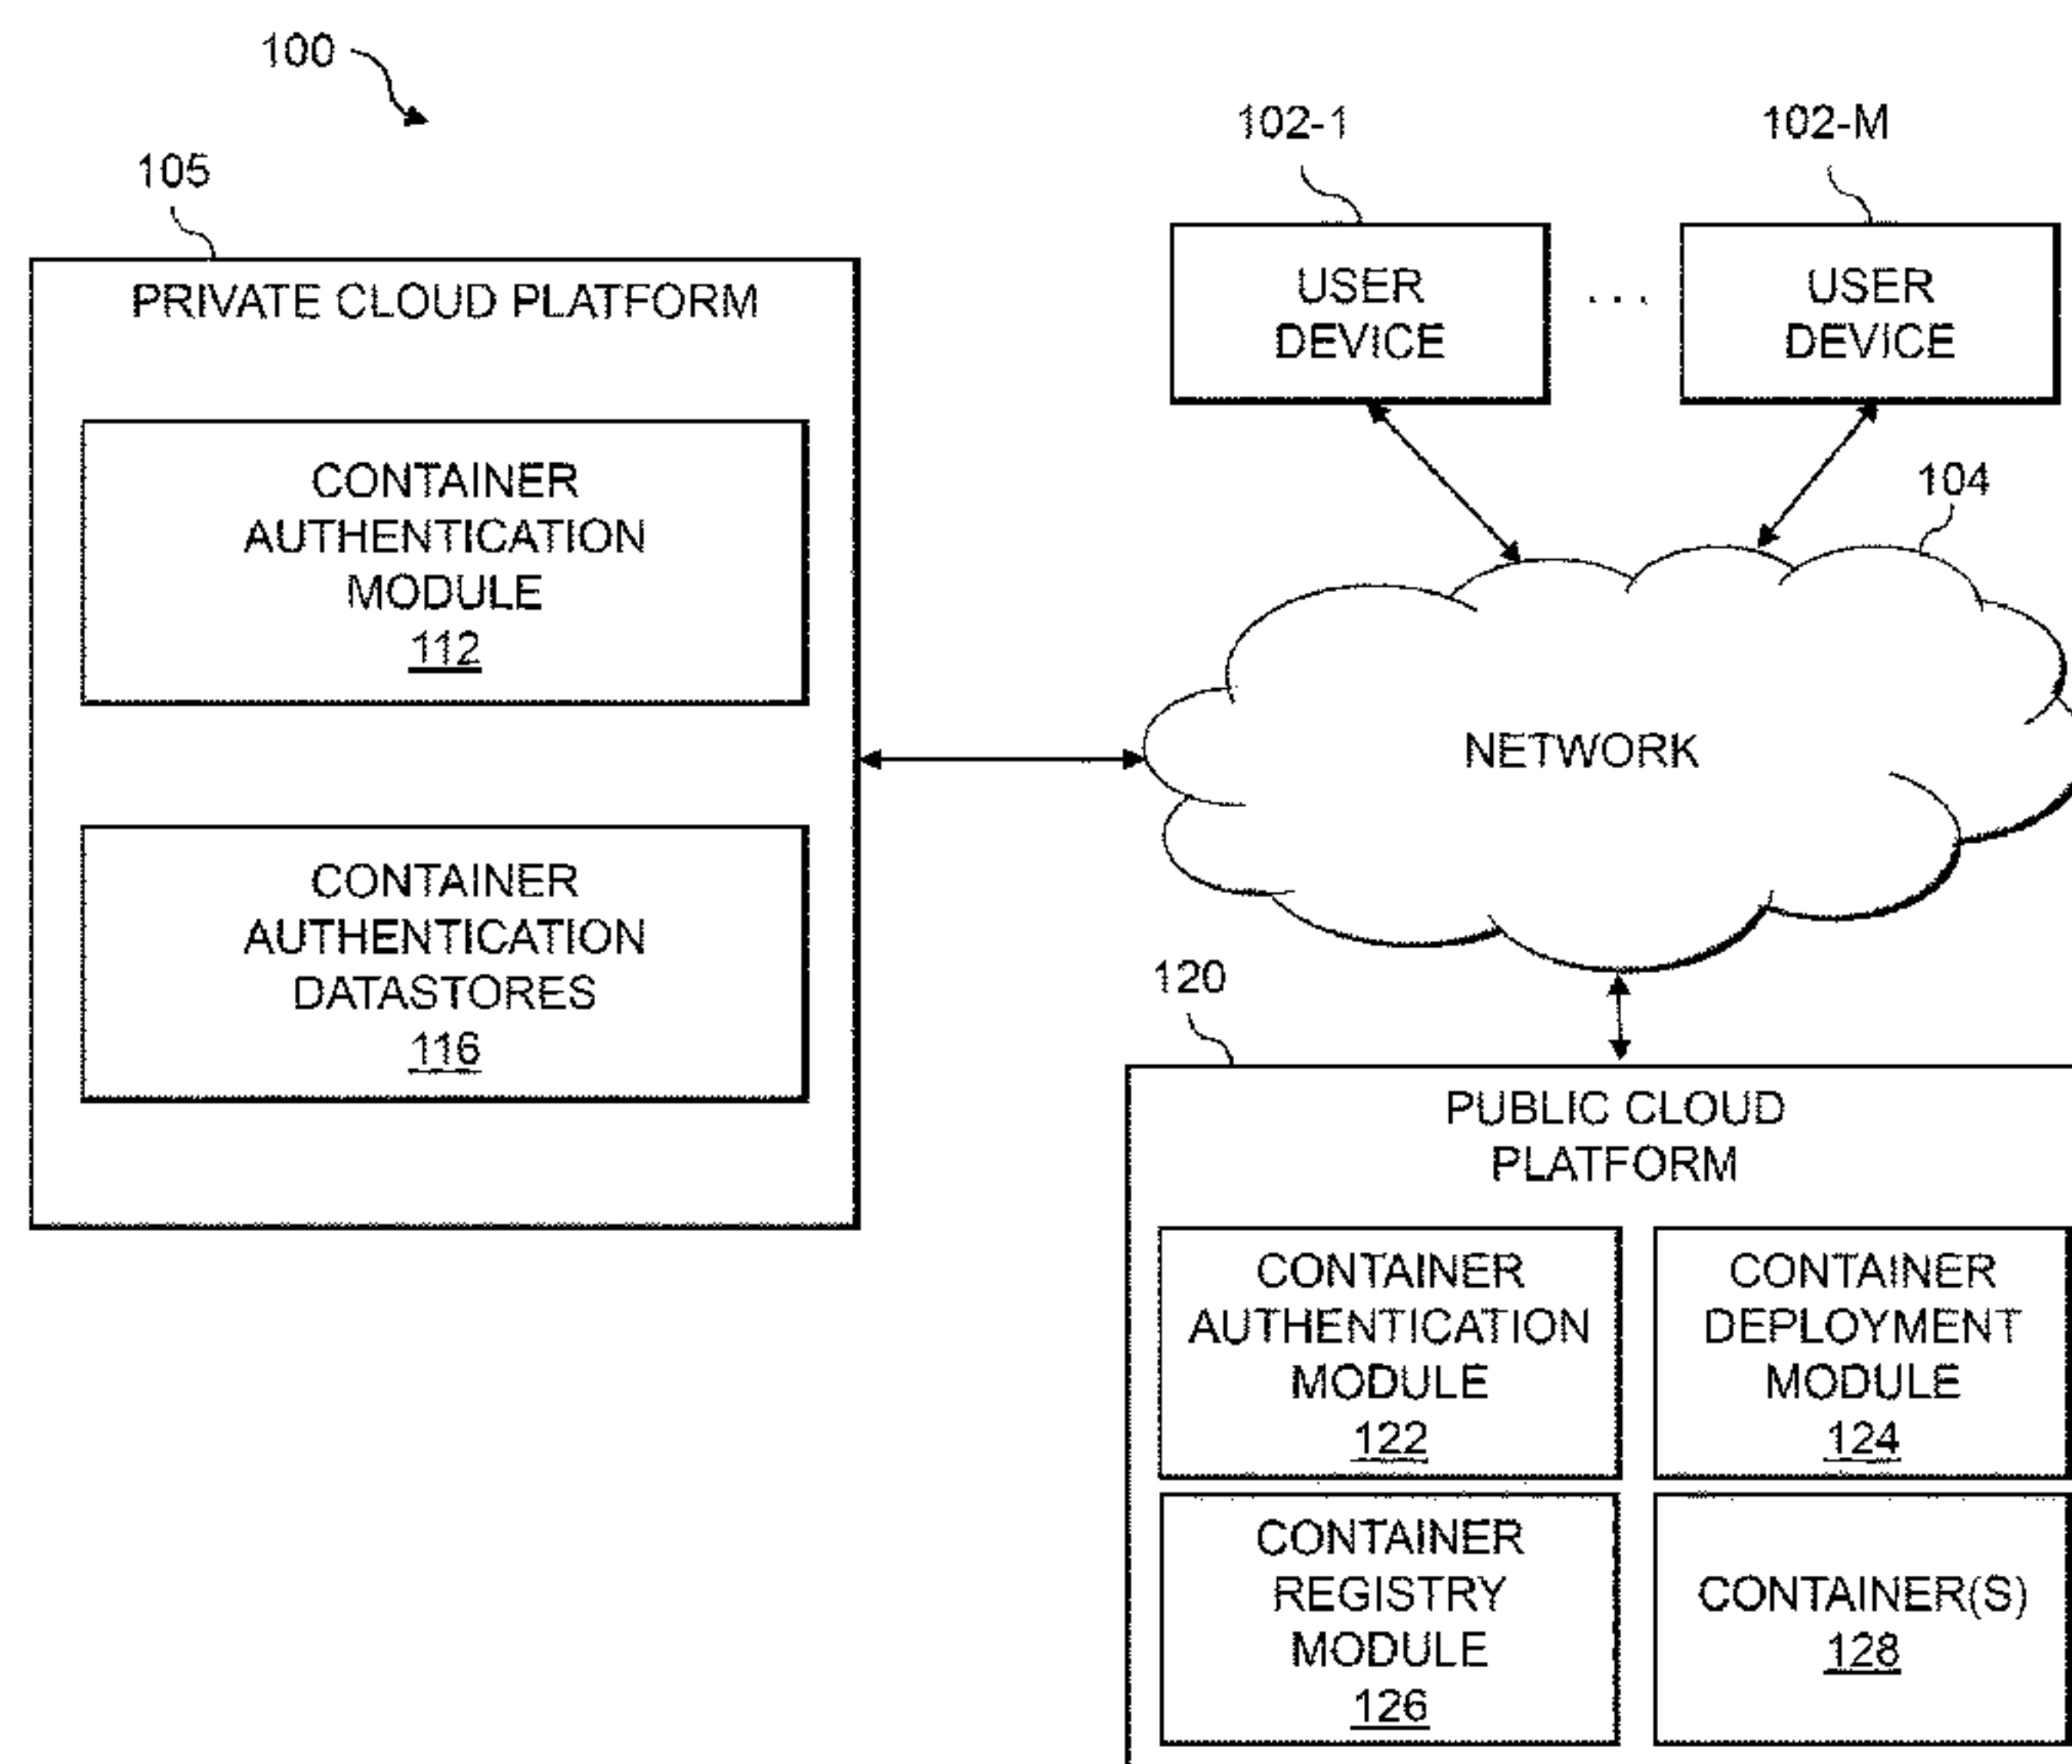 100
105
PRIVATE CLOUD PLATFORM
CONTAINER
AUTHENTICATION
MODULE
112
CONTAINER
AUTHENTICATION
DATASTORES
116
102-1
102-M
USER
DEVICE
. . .
USER
DEVICE
104
NETWORK
120
PUBLIC CLOUD
PLATFORM
CONTAINER
AUTHENTICATION
MODULE
122
CONTAINER
DEPLOYMENT
MODULE
124
CONTAINER
REGISTRY
MODULE
126
CONTAINER(S)
128